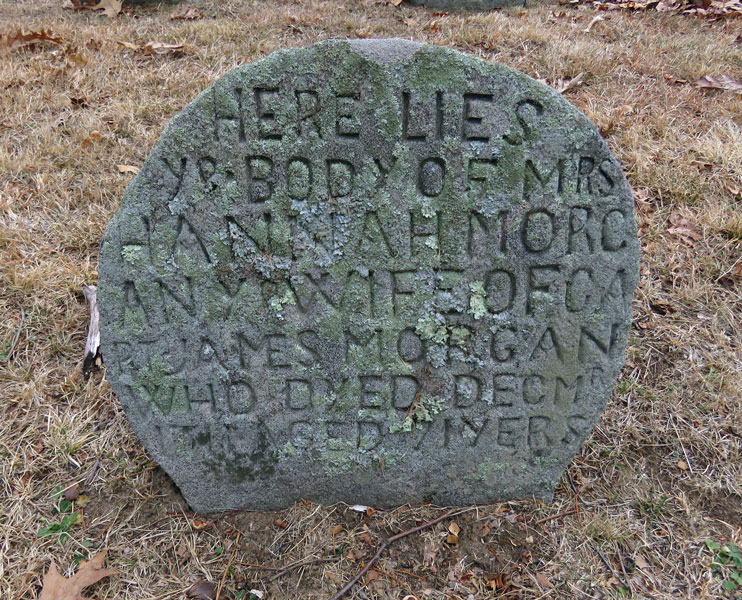 HERE LIES
Ye BODY OF MRS
HANNAH MORG
AN Ye WIFE OF CA
PT JAMES MORGAN
WHO DYED DECMR
AGED YERS